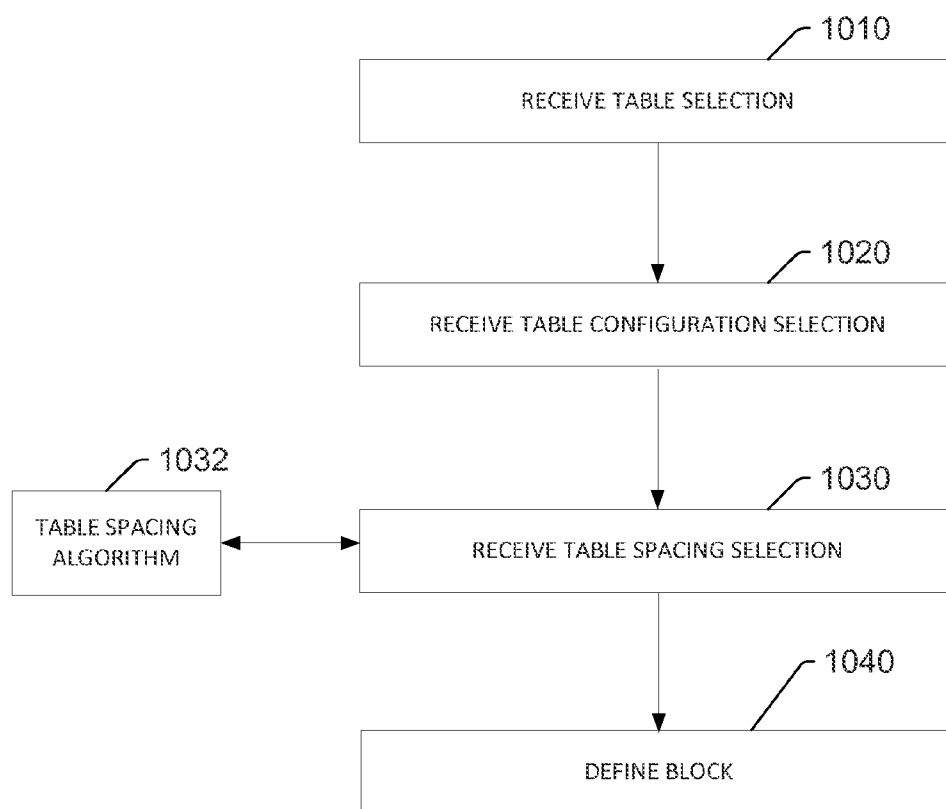 1010
RECEIVE TABLE SELECTION
1020
RECEIVE TABLE CONFIGURATION SELECTION
1032
TABLE SPACING
ALGORITHM
1030
RECEIVE TABLE SPACING SELECTION
1040
DEFINE BLOCK